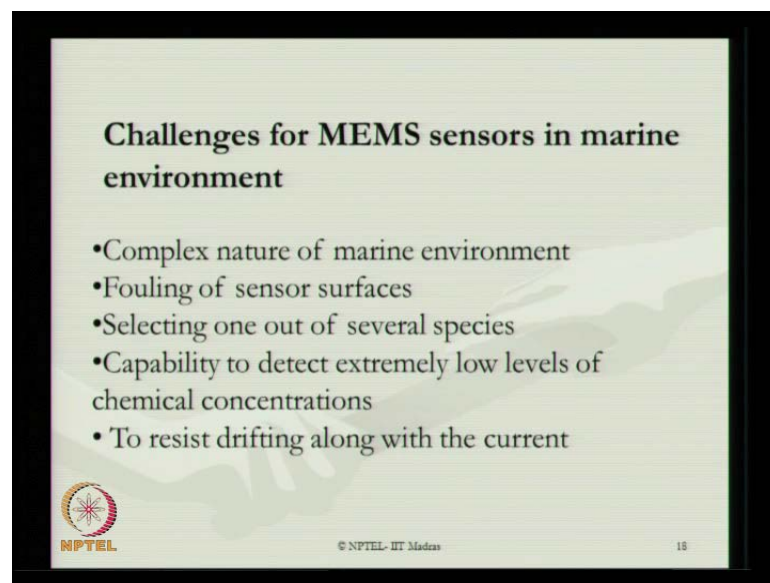 Challenges for MEMS sensors in marine
environment
•Complex nature of marine environment
•Fouling of sensor surfaces
•Selecting one out of several species
•Capability to detect extremely low levels of
chemical concentrations
• To resist drifting along with the current
NPTEL
© NPTEL- IIT Madras
18